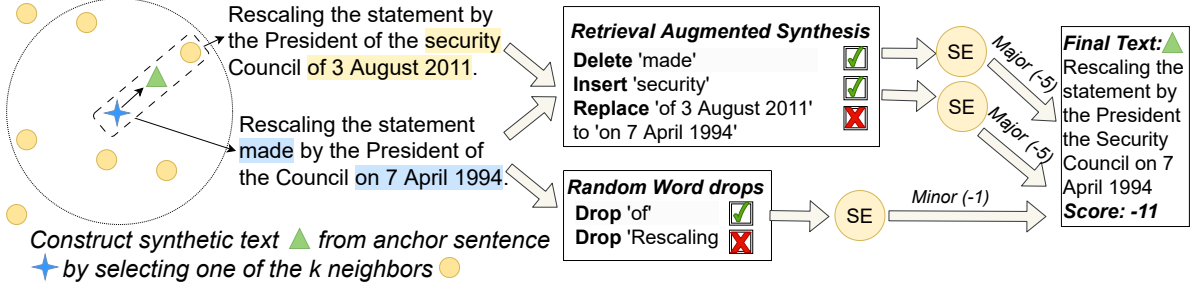 Rescaling the statement by
the President of the security
Council of 3 August 2011.
Rescaling the statement
made by the President of
the Council on 7 April 1994.
Construct synthetic text from anchor sentence
by selecting one of the k neighbors
Retrieval Augmented Synthesis
Delete 'made'
Insert 'security'
Replace 'of 3 August 2011'
to 'on 7 April 1994'
Random Word drops
Drop 'of'
Drop 'Rescaling
SE
SE
SE
Major (-5)
Major (-5)
Minor (-1)
Final Text:
Rescaling the
statement by
the President
the Security
Council on 7
April 1994
Score: -11